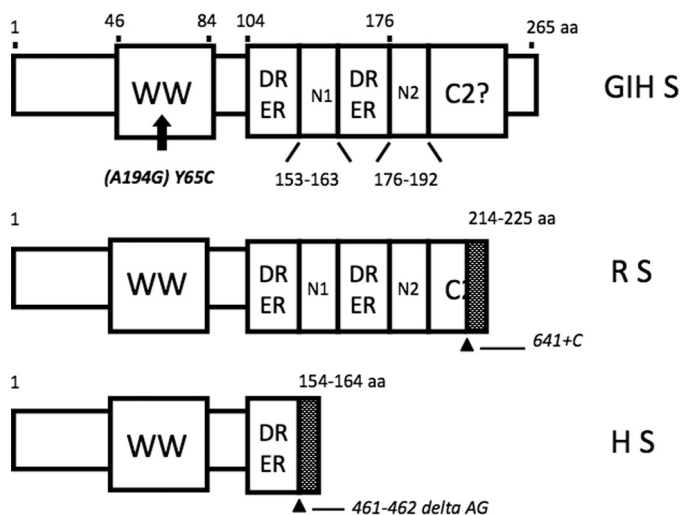 1 46 84 104 176 265 aa
WW DR ER N1 DR ER N2 C2? GIH S
(A194G) Y65C 153-163 176-192
1 214-225 aa
WW DR ER N1 DR ER N2 C2 R S
641+C
1 154-164 aa
WW DR ER H S
461-462 delta AG